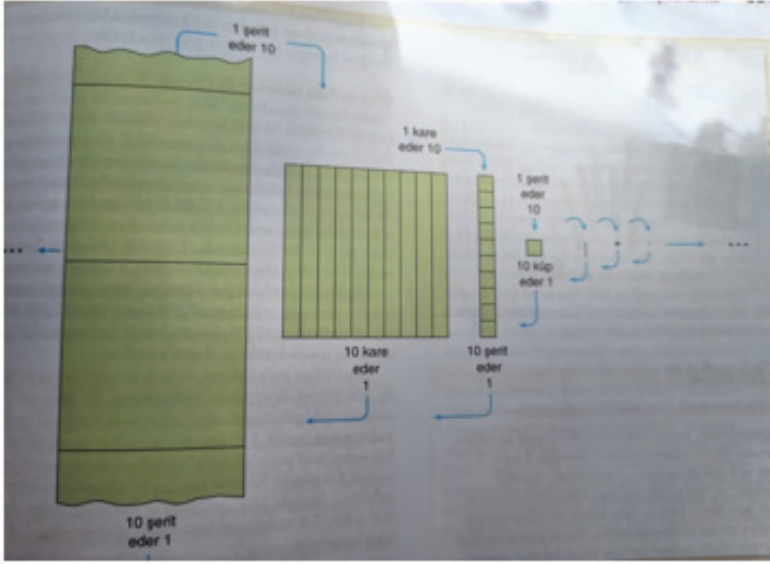 1 şerit
eder 10
1 kare
eder 10
1 şerit
eder
10
10 küp
eder 1
10 kare
eder
1
10 şerit
eder
1
10 şerit
eder 1